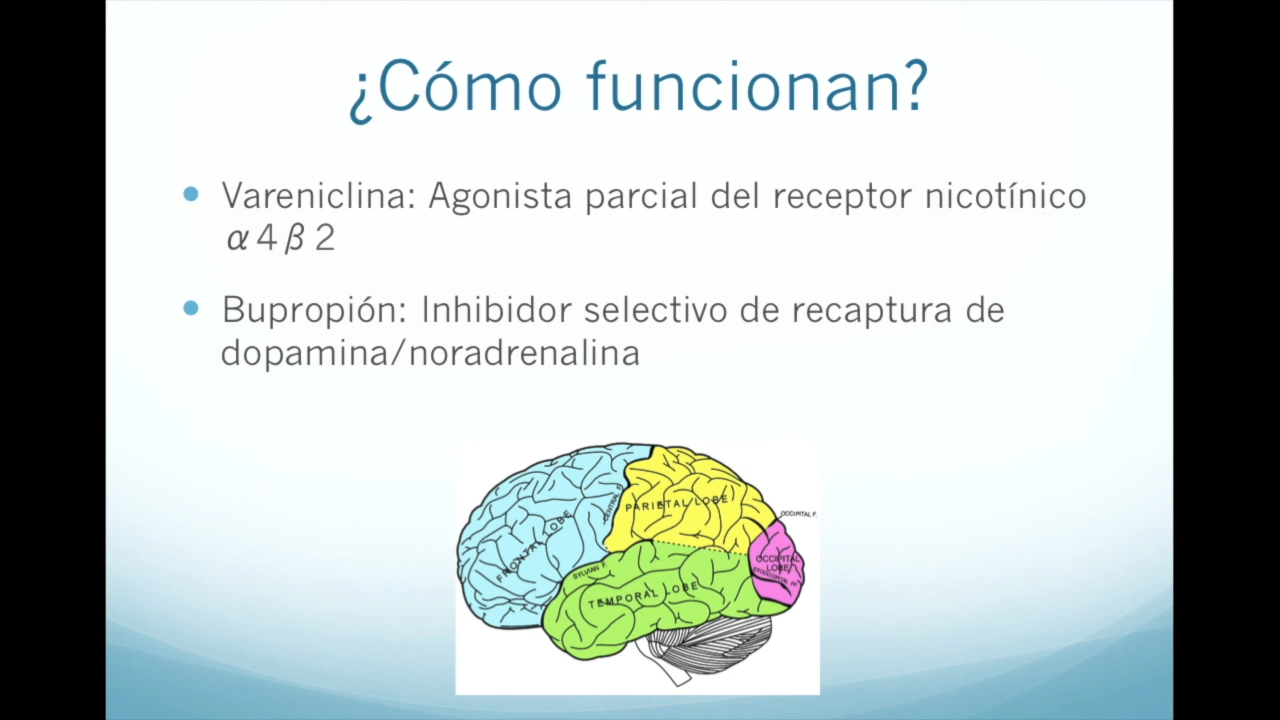 ¿Cómo funcionan?
• Vareniclina: Agonista parcial del receptor nicotínico
α4β2
• Bupropión: Inhibidor selectivo de recaptura de
dopamina/noradrenalina
FRONTAL LOBE
CENTRAL F.
PARIETAL LOBE
OCCIPITAL F.
OCCIPITAL
LOBE
SYLVIAN F.
TEMPORAL LOBE